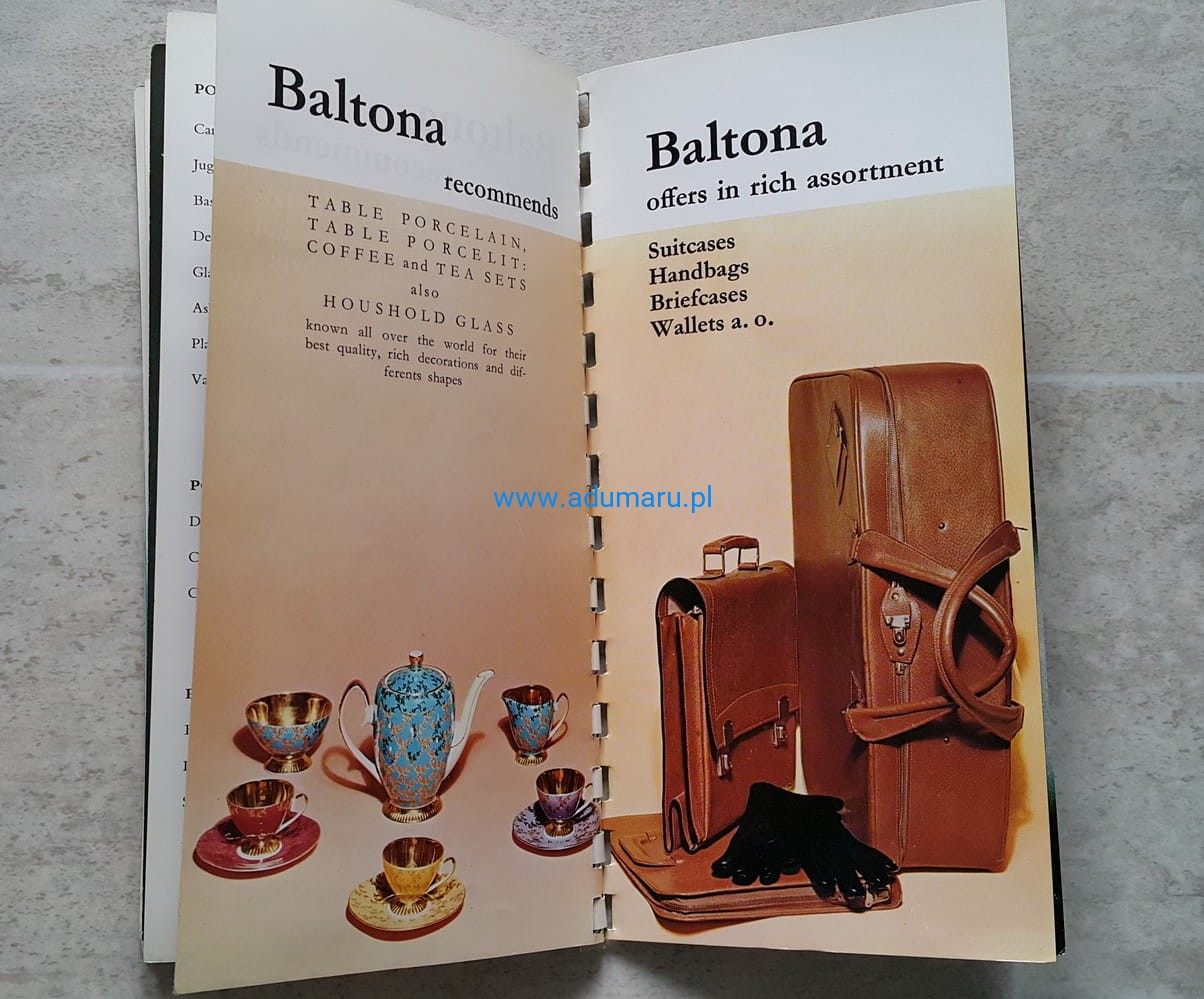 PO
Baltona
recommends
TABLE PORCELAIN,
TABLE PORCELIT:
COFFEE and TEA SETS
also
HOUSHOLD GLASS
known all over the world for their
best quality, rich decorations and dif-
ferents shapes
Baltona
offers in rich assortment
Suitcases
Handbags
Briefcases
Wallets a. o.
www.adumaru.pl